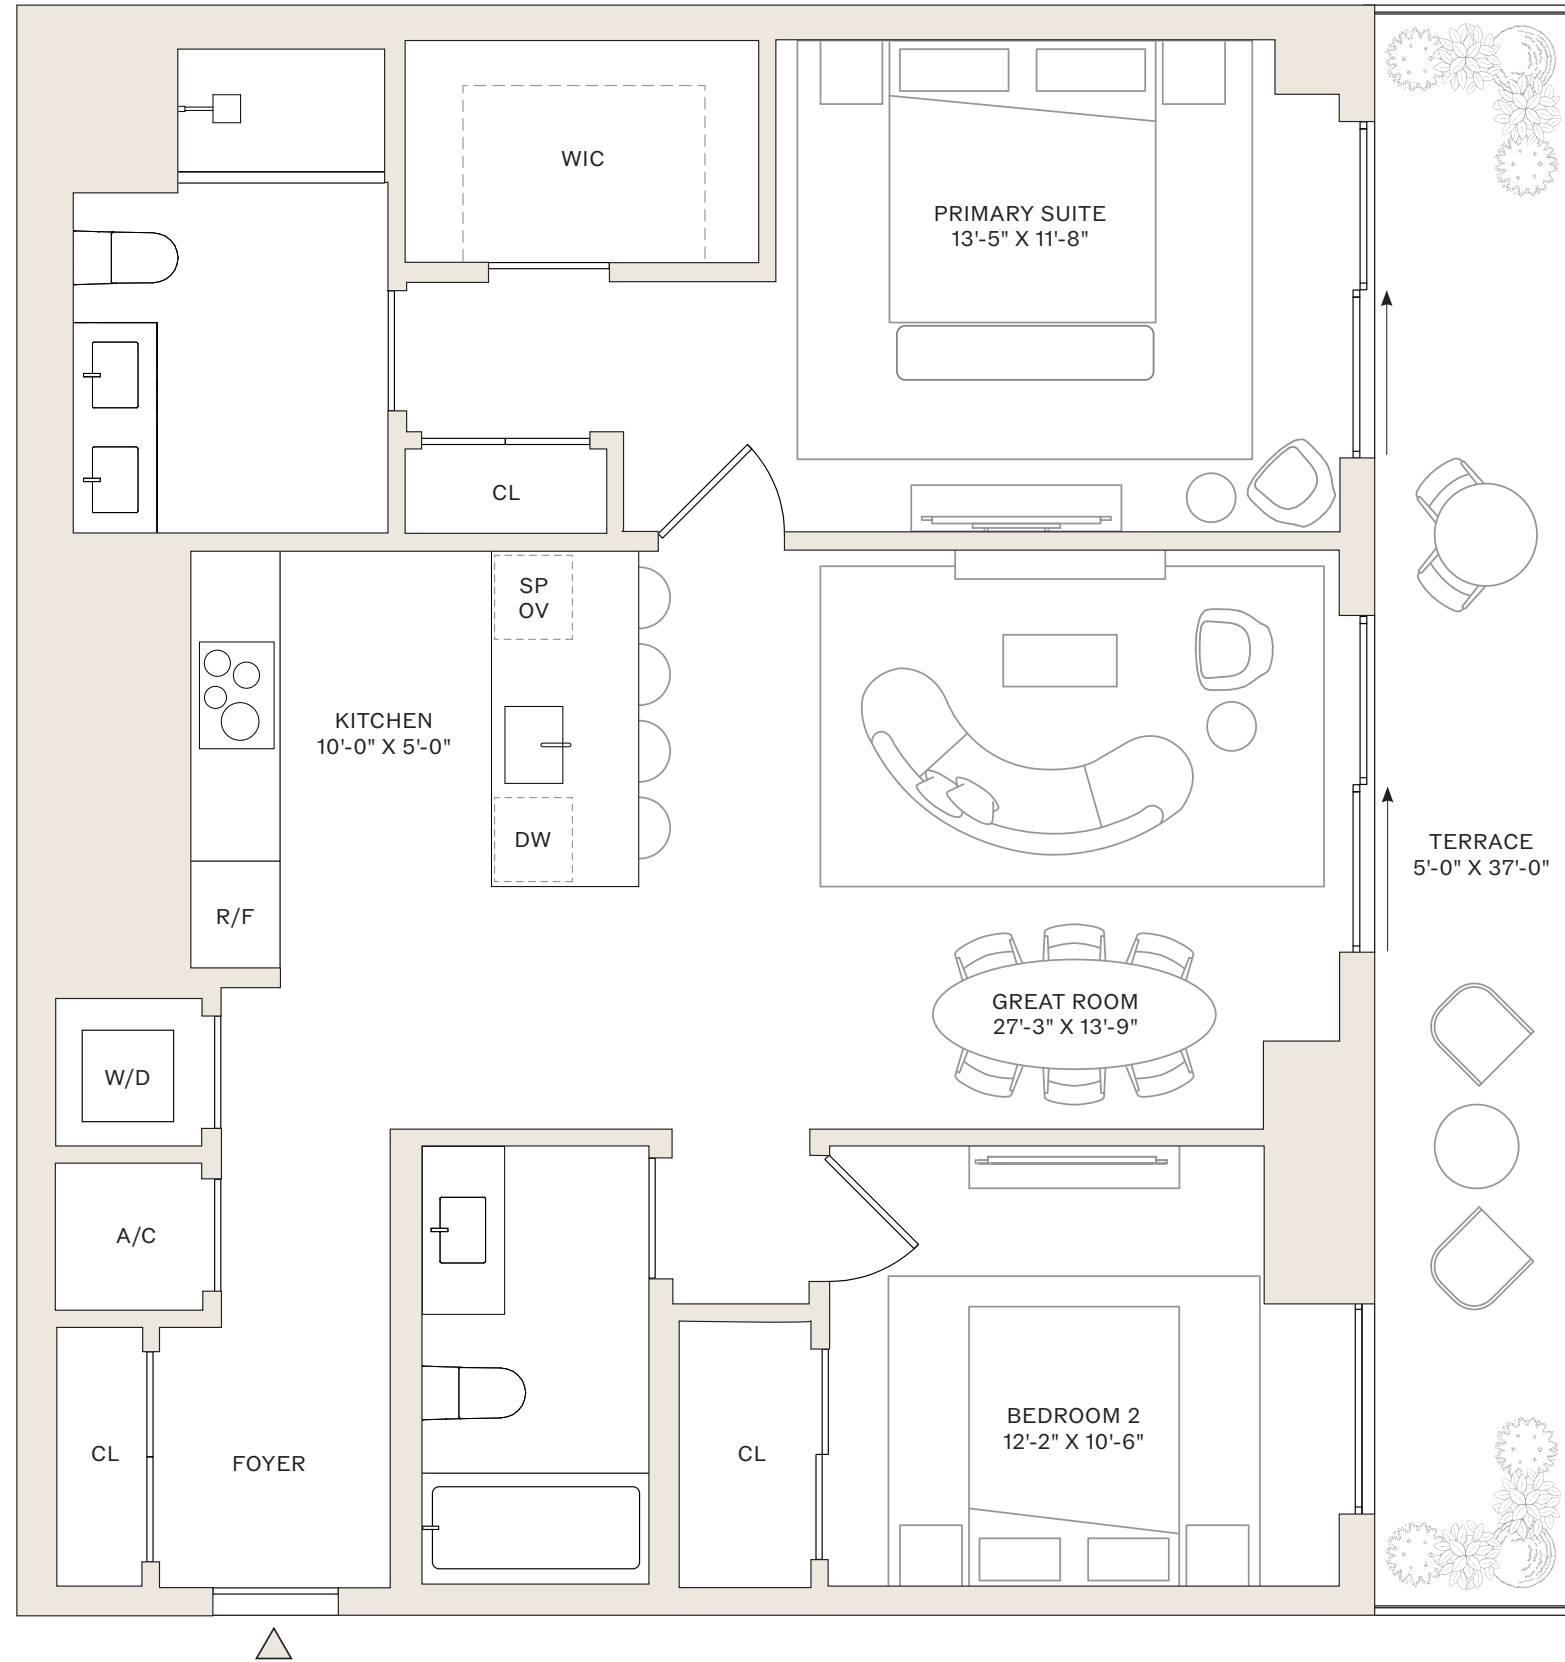 WIC
PRIMARY SUITE
13'-5" X 11'-8"
CL
SP
OV
KITCHEN
10'-0" X 5'-0"
DW
TERRACE
5'-0" X 37'-0"
R/F
GREAT ROOM
27'-3" X 13'-9"
W/D
A/C
BEDROOM 2
12'-2" X 10'-6"
CL
FOYER
CL